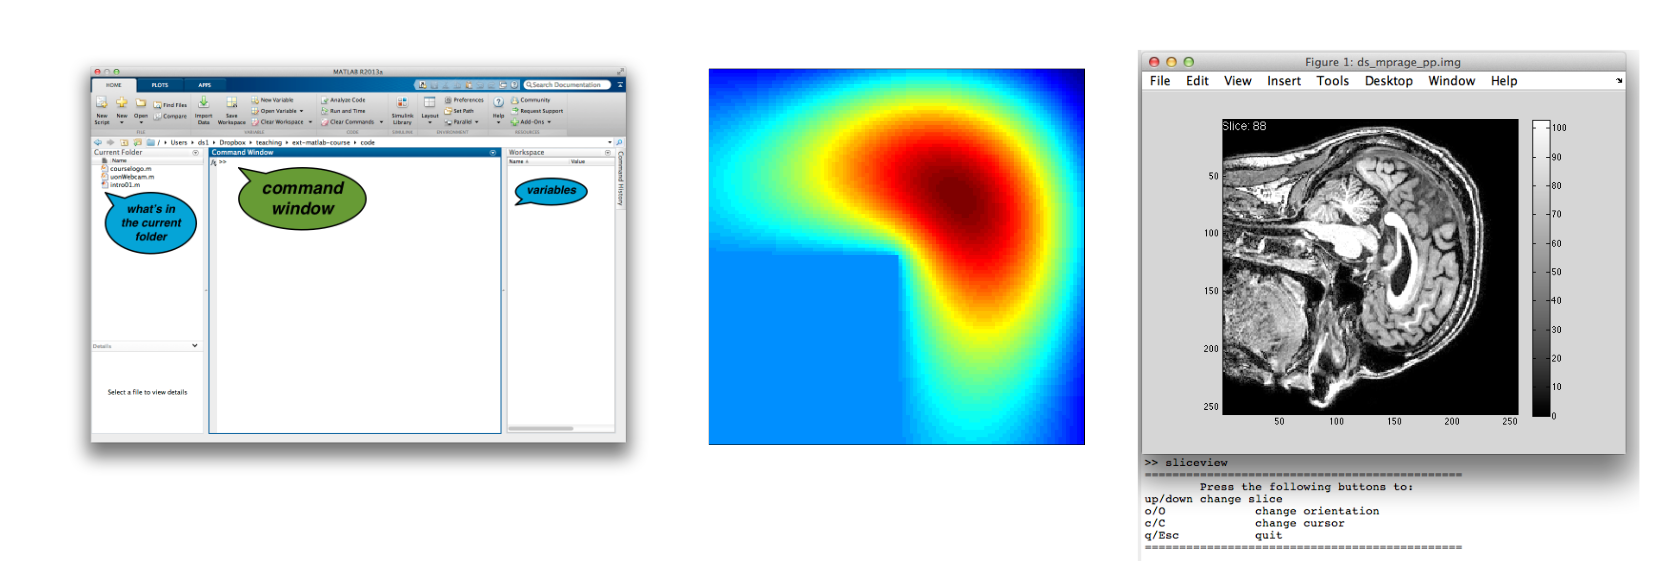 MATLAB R2013a
HOME PLOTS APPS
Search Documentation
New Script
New
Open
Find Files
Compare
Import Data
Save Workspace
New Variable
Open Variable
Clear Workspace
Analyze Code
Run and Time
Clear Commands
Simulink Library
Layout
Preferences
Set Path
Parallel
Help
Community
Request Support
Add-Ons
FILE VARIABLE CODE SIMULINK ENVIRONMENT RESOURCES
/ Users ds1 Dropbox teaching ext-matlab-course code
Current Folder
Name
courselogo.m
uonWebcam.m
intro01.m
what's in
the current
folder
Details
Select a file to view details
Command Window
fx >>
command
window
Workspace
Name Value
variables
Command History
Figure 1: ds_mprage_pp.img
File Edit View Insert Tools Desktop Window Help
Slice: 88
50
100
150
200
250
50 100 150 200 250
100
90
80
70
60
50
40
30
20
10
0
>> sliceview
==============================================
Press the following buttons to:
up/down change slice
o/O change orientation
c/C change cursor
q/Esc quit
==============================================